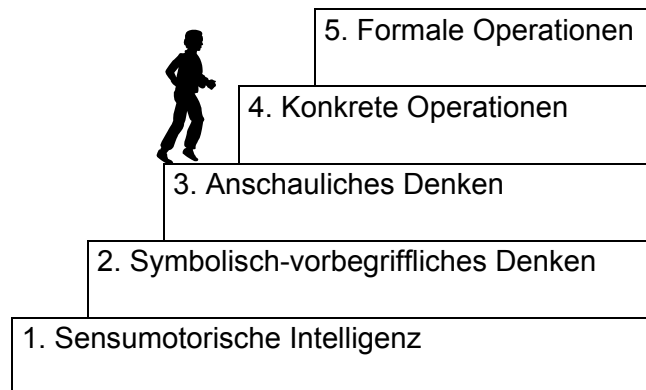 5. Formale Operationen
4. Konkrete Operationen
3. Anschauliches Denken
2. Symbolisch-vorbegriffliches Denken
1. Sensumotorische Intelligenz